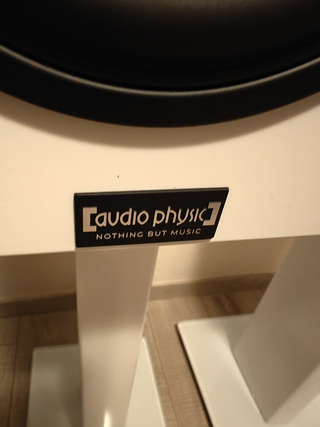 [audio physic]
NOTHING BUT MUSIC